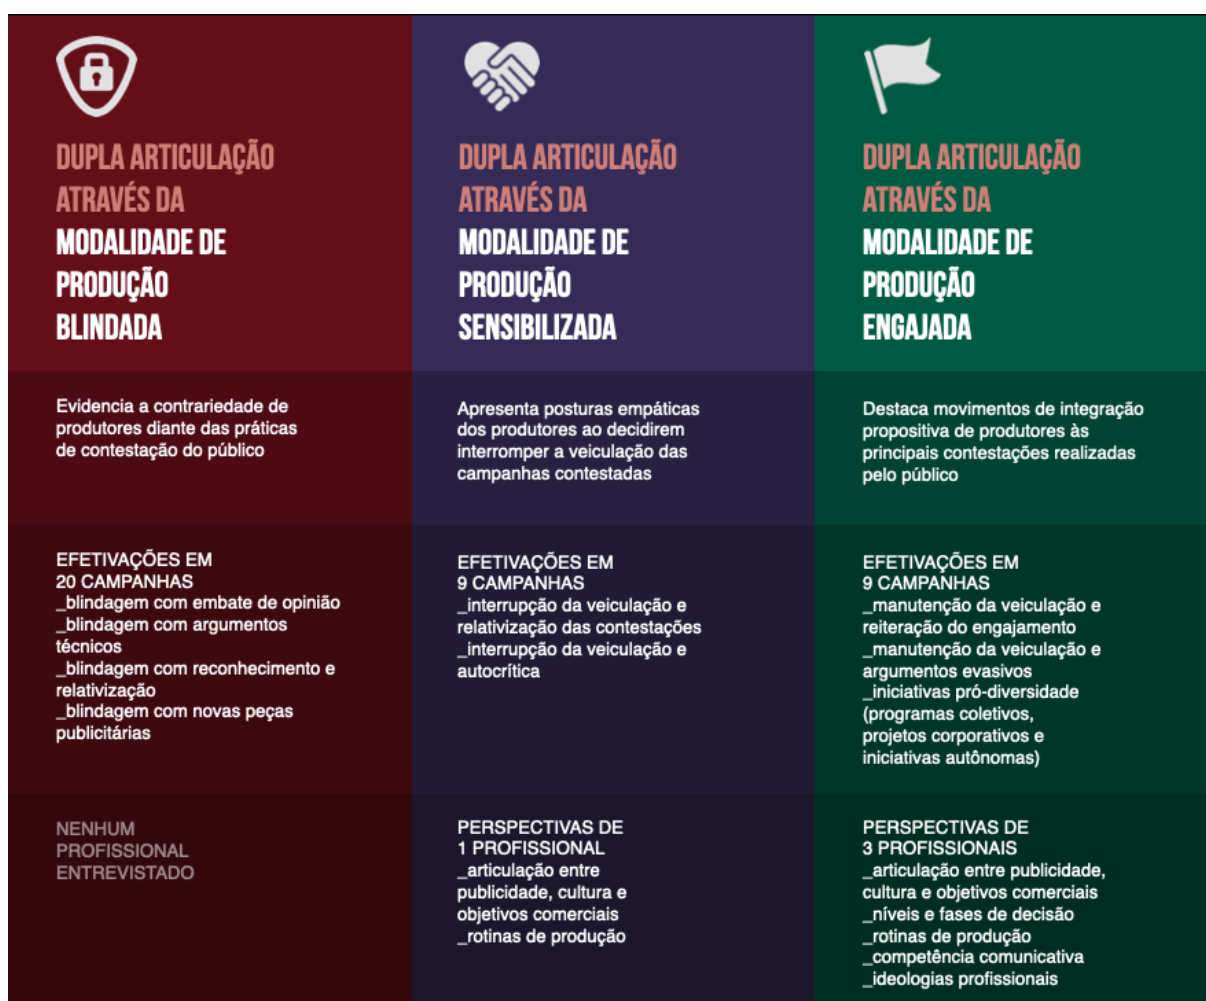 DUPLA ARTICULAÇÃO
ATRAVÉS DA
MODALIDADE DE
PRODUÇÃO
BLINDADA
Evidencia a contrariedade de
produtores diante das práticas
de contestação do público
EFETIVAÇÕES EM
20 CAMPANHAS
_blindagem com embate de opinião
_blindagem com argumentos
técnicos
_blindagem com reconhecimento e
relativização
_blindagem com novas peças
publicitárias
NENHUM
PROFISSIONAL
ENTREVISTADO
DUPLA ARTICULAÇÃO
ATRAVÉS DA
MODALIDADE DE
PRODUÇÃO
SENSIBILIZADA
Apresenta posturas empáticas
dos produtores ao decidirem
interromper a veiculação das
campanhas contestadas
EFETIVAÇÕES EM
9 CAMPANHAS
_interrupção da veiculação e
relativização das contestações
_interrupção da veiculação e
autocrítica
PERSPECTIVAS DE
1 PROFISSIONAL
_articulação entre
publicidade, cultura e
objetivos comerciais
_rotinas de produção
DUPLA ARTICULAÇÃO
ATRAVÉS DA
MODALIDADE DE
PRODUÇÃO
ENGAJADA
Destaca movimentos de integração
propositiva de produtores às
principais contestações realizadas
pelo público
EFETIVAÇÕES EM
9 CAMPANHAS
_manutenção da veiculação e
reiteração do engajamento
_manutenção da veiculação e
argumentos evasivos
_iniciativas pró-diversidade
(programas coletivos,
projetos corporativos e
iniciativas autônomas)
PERSPECTIVAS DE
3 PROFISSIONAIS
_articulação entre publicidade,
cultura e objetivos comerciais
_níveis e fases de decisão
_rotinas de produção
_competência comunicativa
_ideologias profissionais